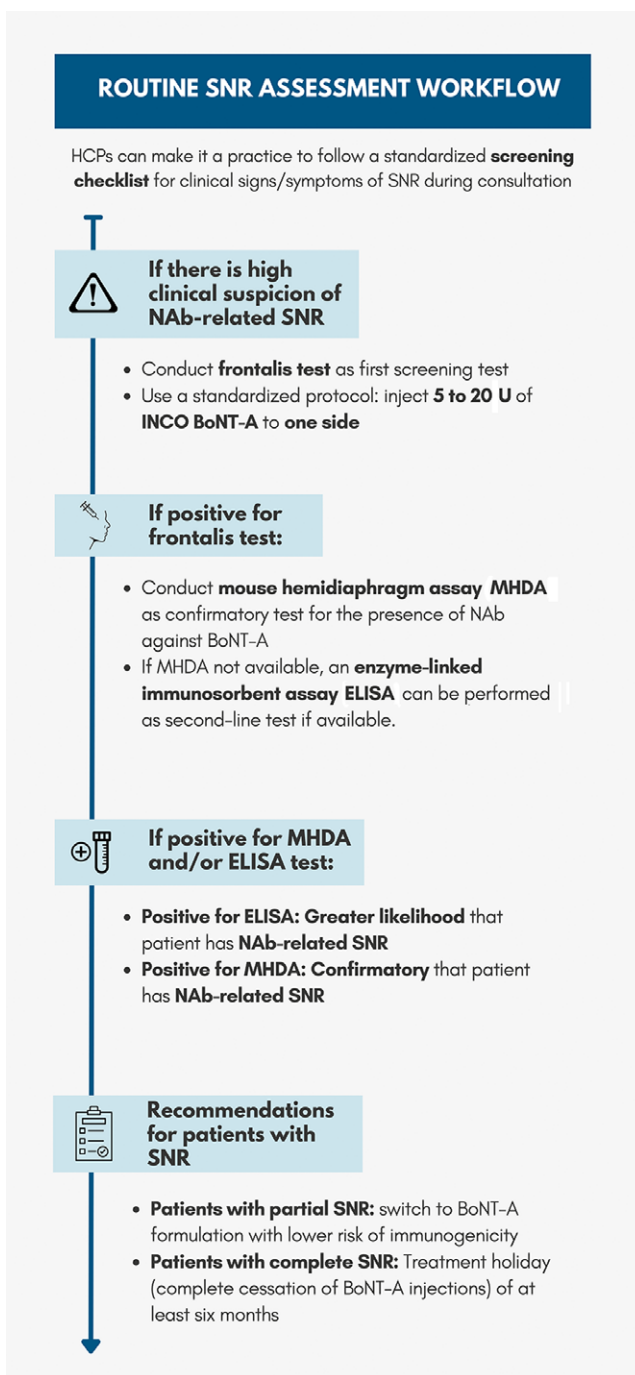 ROUTINE SNR ASSESSMENT WORKFLOW
HCPs can make it a practice to follow a standardized screening
checklist for clinical signs/symptoms of SNR during consultation
If there is high
clinical suspicion of
NAb-related SNR
• Conduct frontalis test as first screening test
• Use a standardized protocol: inject 5 to 20 U of
INCO BoNT-A to one side
If positive for
frontalis test:
• Conduct mouse hemidiaphragm assay MHDA
as confirmatory test for the presence of NAb
against BoNT-A
• If MHDA not available, an enzyme-linked
immunosorbent assay ELISA can be performed
as second-line test if available.
If positive for MHDA
and/or ELISA test:
• Positive for ELISA: Greater likelihood that
patient has NAb-related SNR
• Positive for MHDA: Confirmatory that patient
has NAb-related SNR
Recommendations
for patients with
SNR
• Patients with partial SNR: switch to BoNT-A
formulation with lower risk of immunogenicity
• Patients with complete SNR: Treatment holiday
(complete cessation of BoNT-A injections) of at
least six months